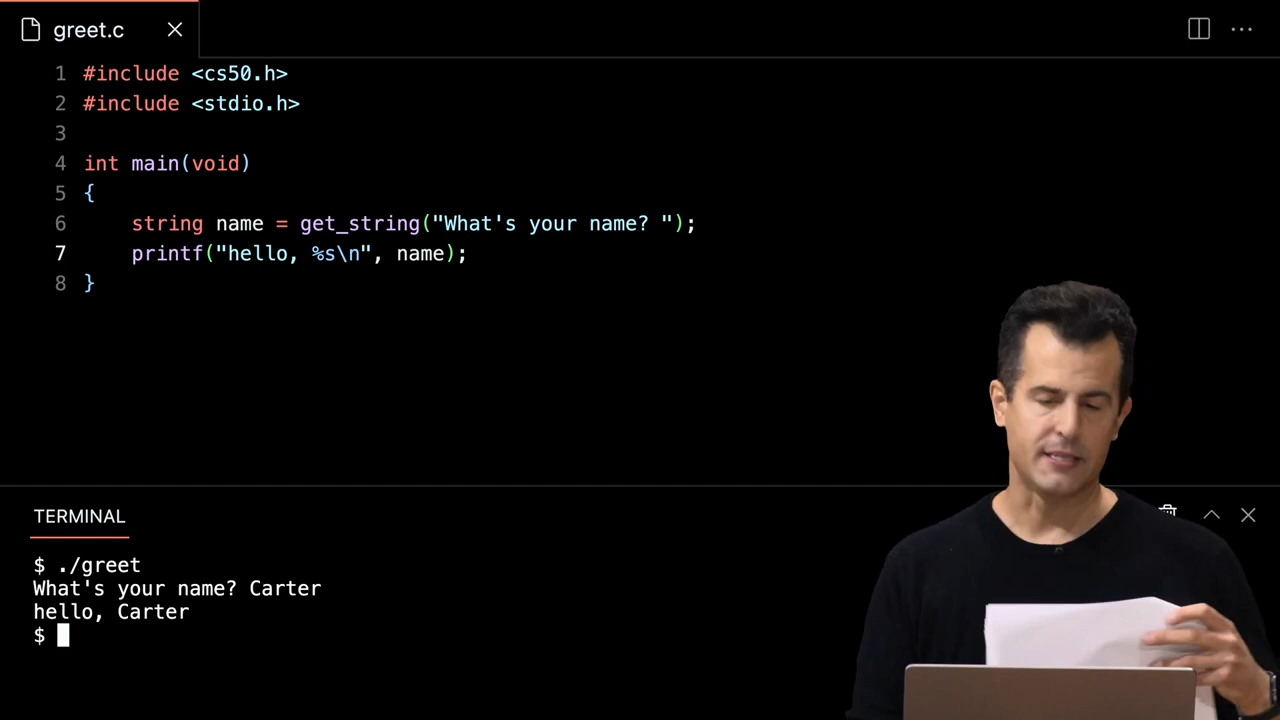 greet.c
1 #include <cs50.h>
2 #include <stdio.h>
3
4 int main(void)
5 {
6     string name = get_string("What's your name? ");
7     printf("hello, %s\n", name);
8 }
TERMINAL
$ ./greet
What's your name? Carter
hello, Carter
$